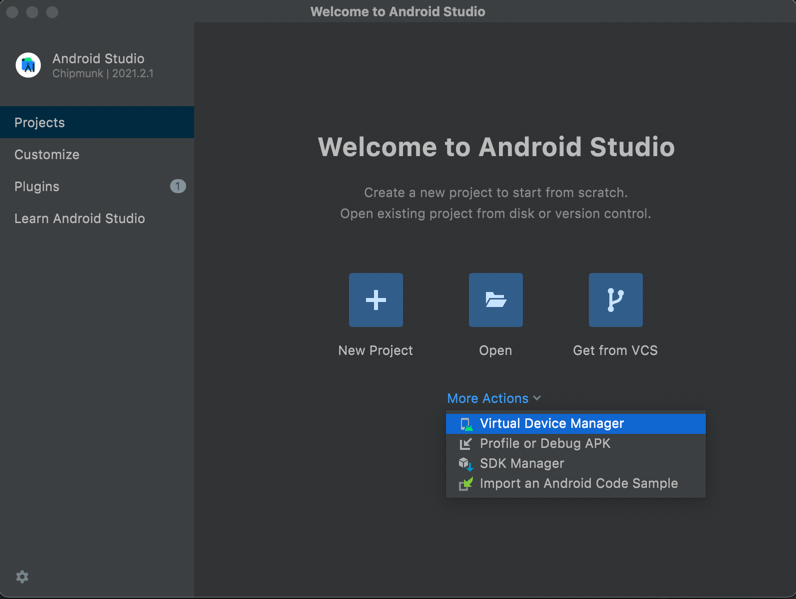 Welcome to Android Studio
Android Studio
Chipmunk | 2021.2.1
Projects
Customize
Plugins 1
Learn Android Studio
Welcome to Android Studio
Create a new project to start from scratch.
Open existing project from disk or version control.
New Project Open Get from VCS
More Actions
Virtual Device Manager
Profile or Debug APK
SDK Manager
Import an Android Code Sample